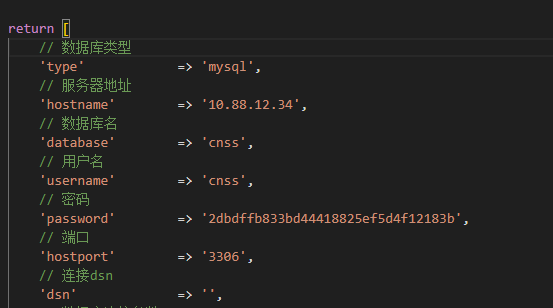 return [
// 数据库类型
'type' => 'mysql',
// 服务器地址
'hostname' => '10.88.12.34',
// 数据库名
'database' => 'cnss',
// 用户名
'username' => 'cnss',
// 密码
'password' => '2dbdffb833bd44418825ef5d4f12183b',
// 端口
'hostport' => '3306',
// 连接dsn
'dsn' => '',